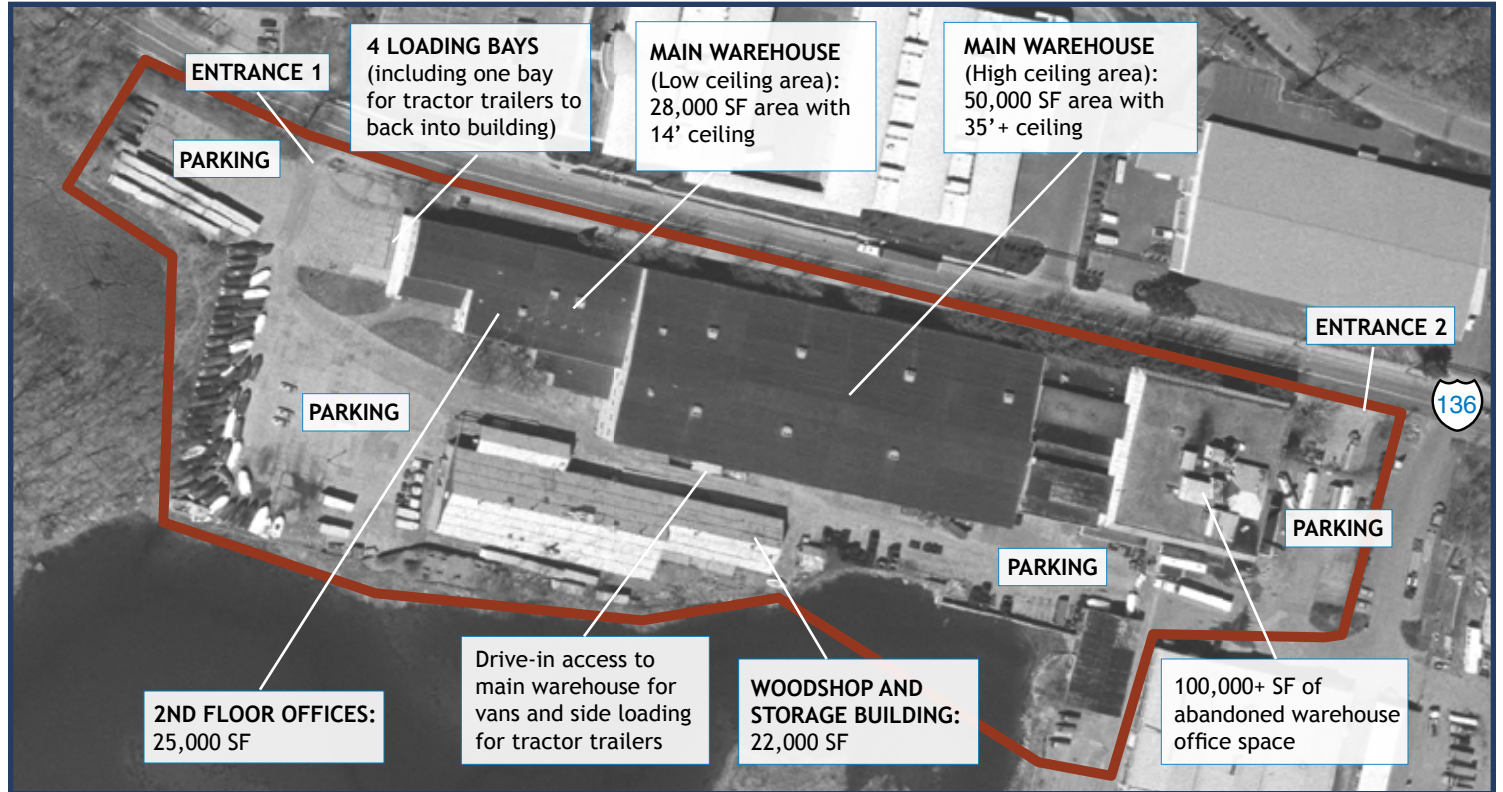 ENTRANCE 1
4 LOADING BAYS
(including one bay
for tractor trailers to
back into building)
MAIN WAREHOUSE
(Low ceiling area):
28,000 SF area with
14’ ceiling
MAIN WAREHOUSE
(High ceiling area):
50,000 SF area with
35’+ ceiling
PARKING
ENTRANCE 2
136
PARKING
PARKING
PARKING
2ND FLOOR OFFICES:
25,000 SF
Drive-in access to
main warehouse for
vans and side loading
for tractor trailers
WOODSHOP AND
STORAGE BUILDING:
22,000 SF
100,000+ SF of
abandoned warehouse
office space